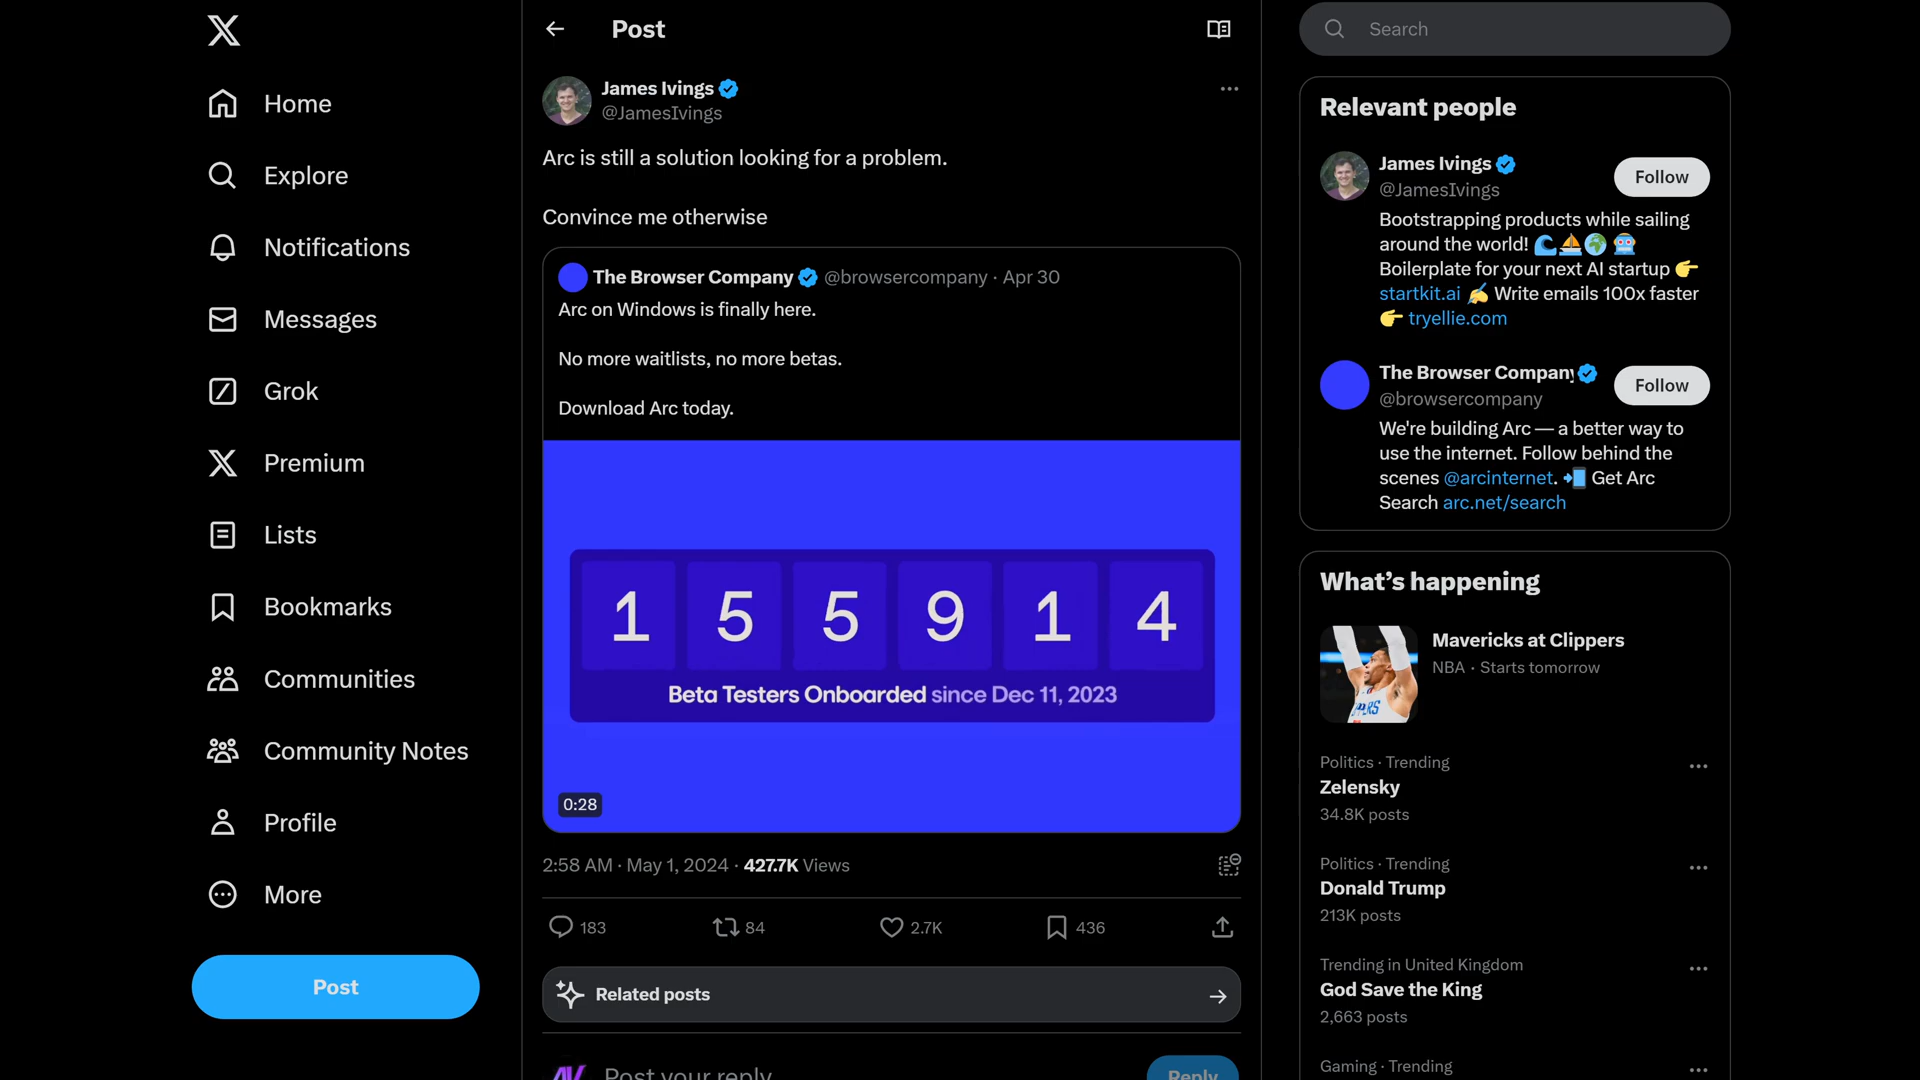 Home
Explore
Notifications
Messages
Grok
Premium
Lists
Bookmarks
Communities
Community Notes
Profile
More
Post
Post
James Ivings
@JamesIvings
Arc is still a solution looking for a problem.
Convince me otherwise
The Browser Company @browsercompany · Apr 30
Arc on Windows is finally here.
No more waitlists, no more betas.
Download Arc today.
1 5 5 9 1 4
Beta Testers Onboarded since Dec 11, 2023
0:28
2:58 AM · May 1, 2024 · 427.7K Views
183 84 2.7K 436
Related posts
Post your reply
Reply
Search
Relevant people
James Ivings
@JamesIvings
Follow
Bootstrapping products while sailing
around the world! 🌊⛵🌍 🤖
Boilerplate for your next AI startup 👉
startkit.ai ✍️ Write emails 100x faster
👉 tryellie.com
The Browser Company
@browsercompany
Follow
We're building Arc — a better way to
use the internet. Follow behind the
scenes @arcinternet. 📲 Get Arc
Search arc.net/search
What's happening
CLIPPERS
Mavericks at Clippers
NBA · Starts tomorrow
Politics · Trending
Zelensky
34.8K posts
Politics · Trending
Donald Trump
213K posts
Trending in United Kingdom
God Save the King
2,663 posts
Gaming · Trending